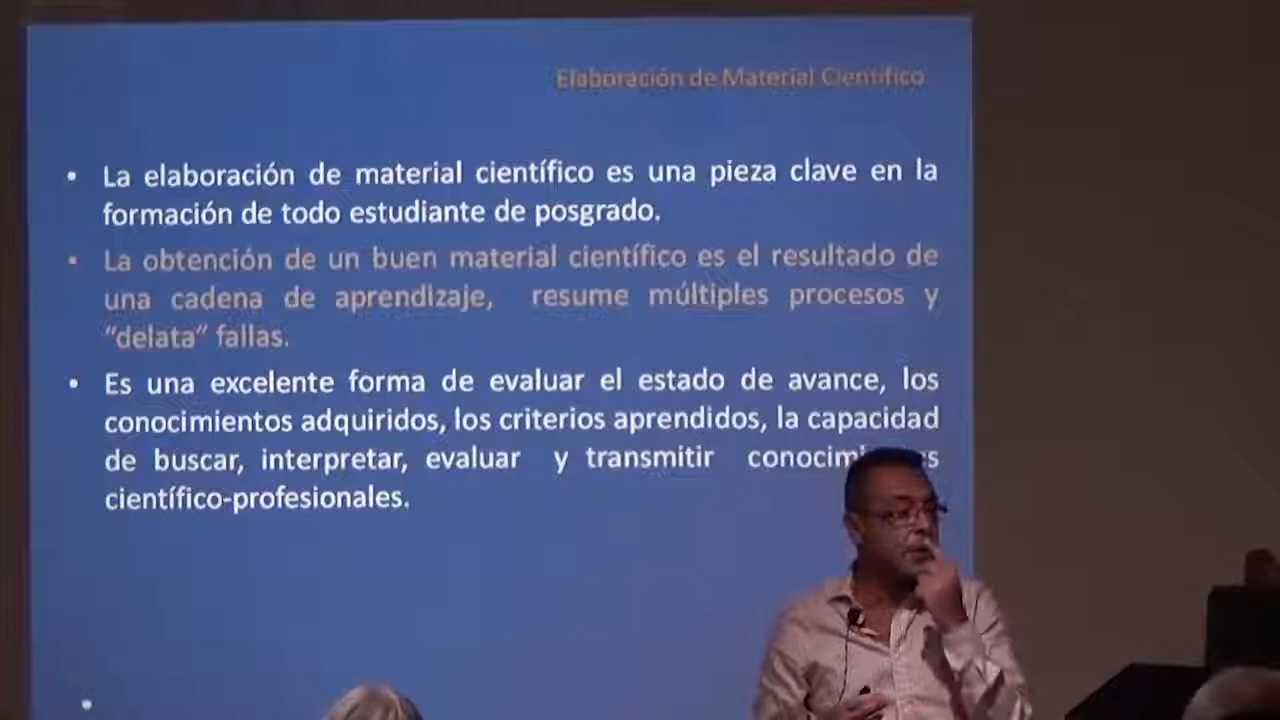 Elaboración de Material Científico
• La elaboración de material científico es una pieza clave en la
formación de todo estudiante de posgrado.
• La obtención de un buen material científico es el resultado de
una cadena de aprendizaje, resume múltiples procesos y
“delata” fallas.
• Es una excelente forma de evaluar el estado de avance, los
conocimientos adquiridos, los criterios aprendidos, la capacidad
de buscar, interpretar, evaluar y transmitir
científico-profesionales.